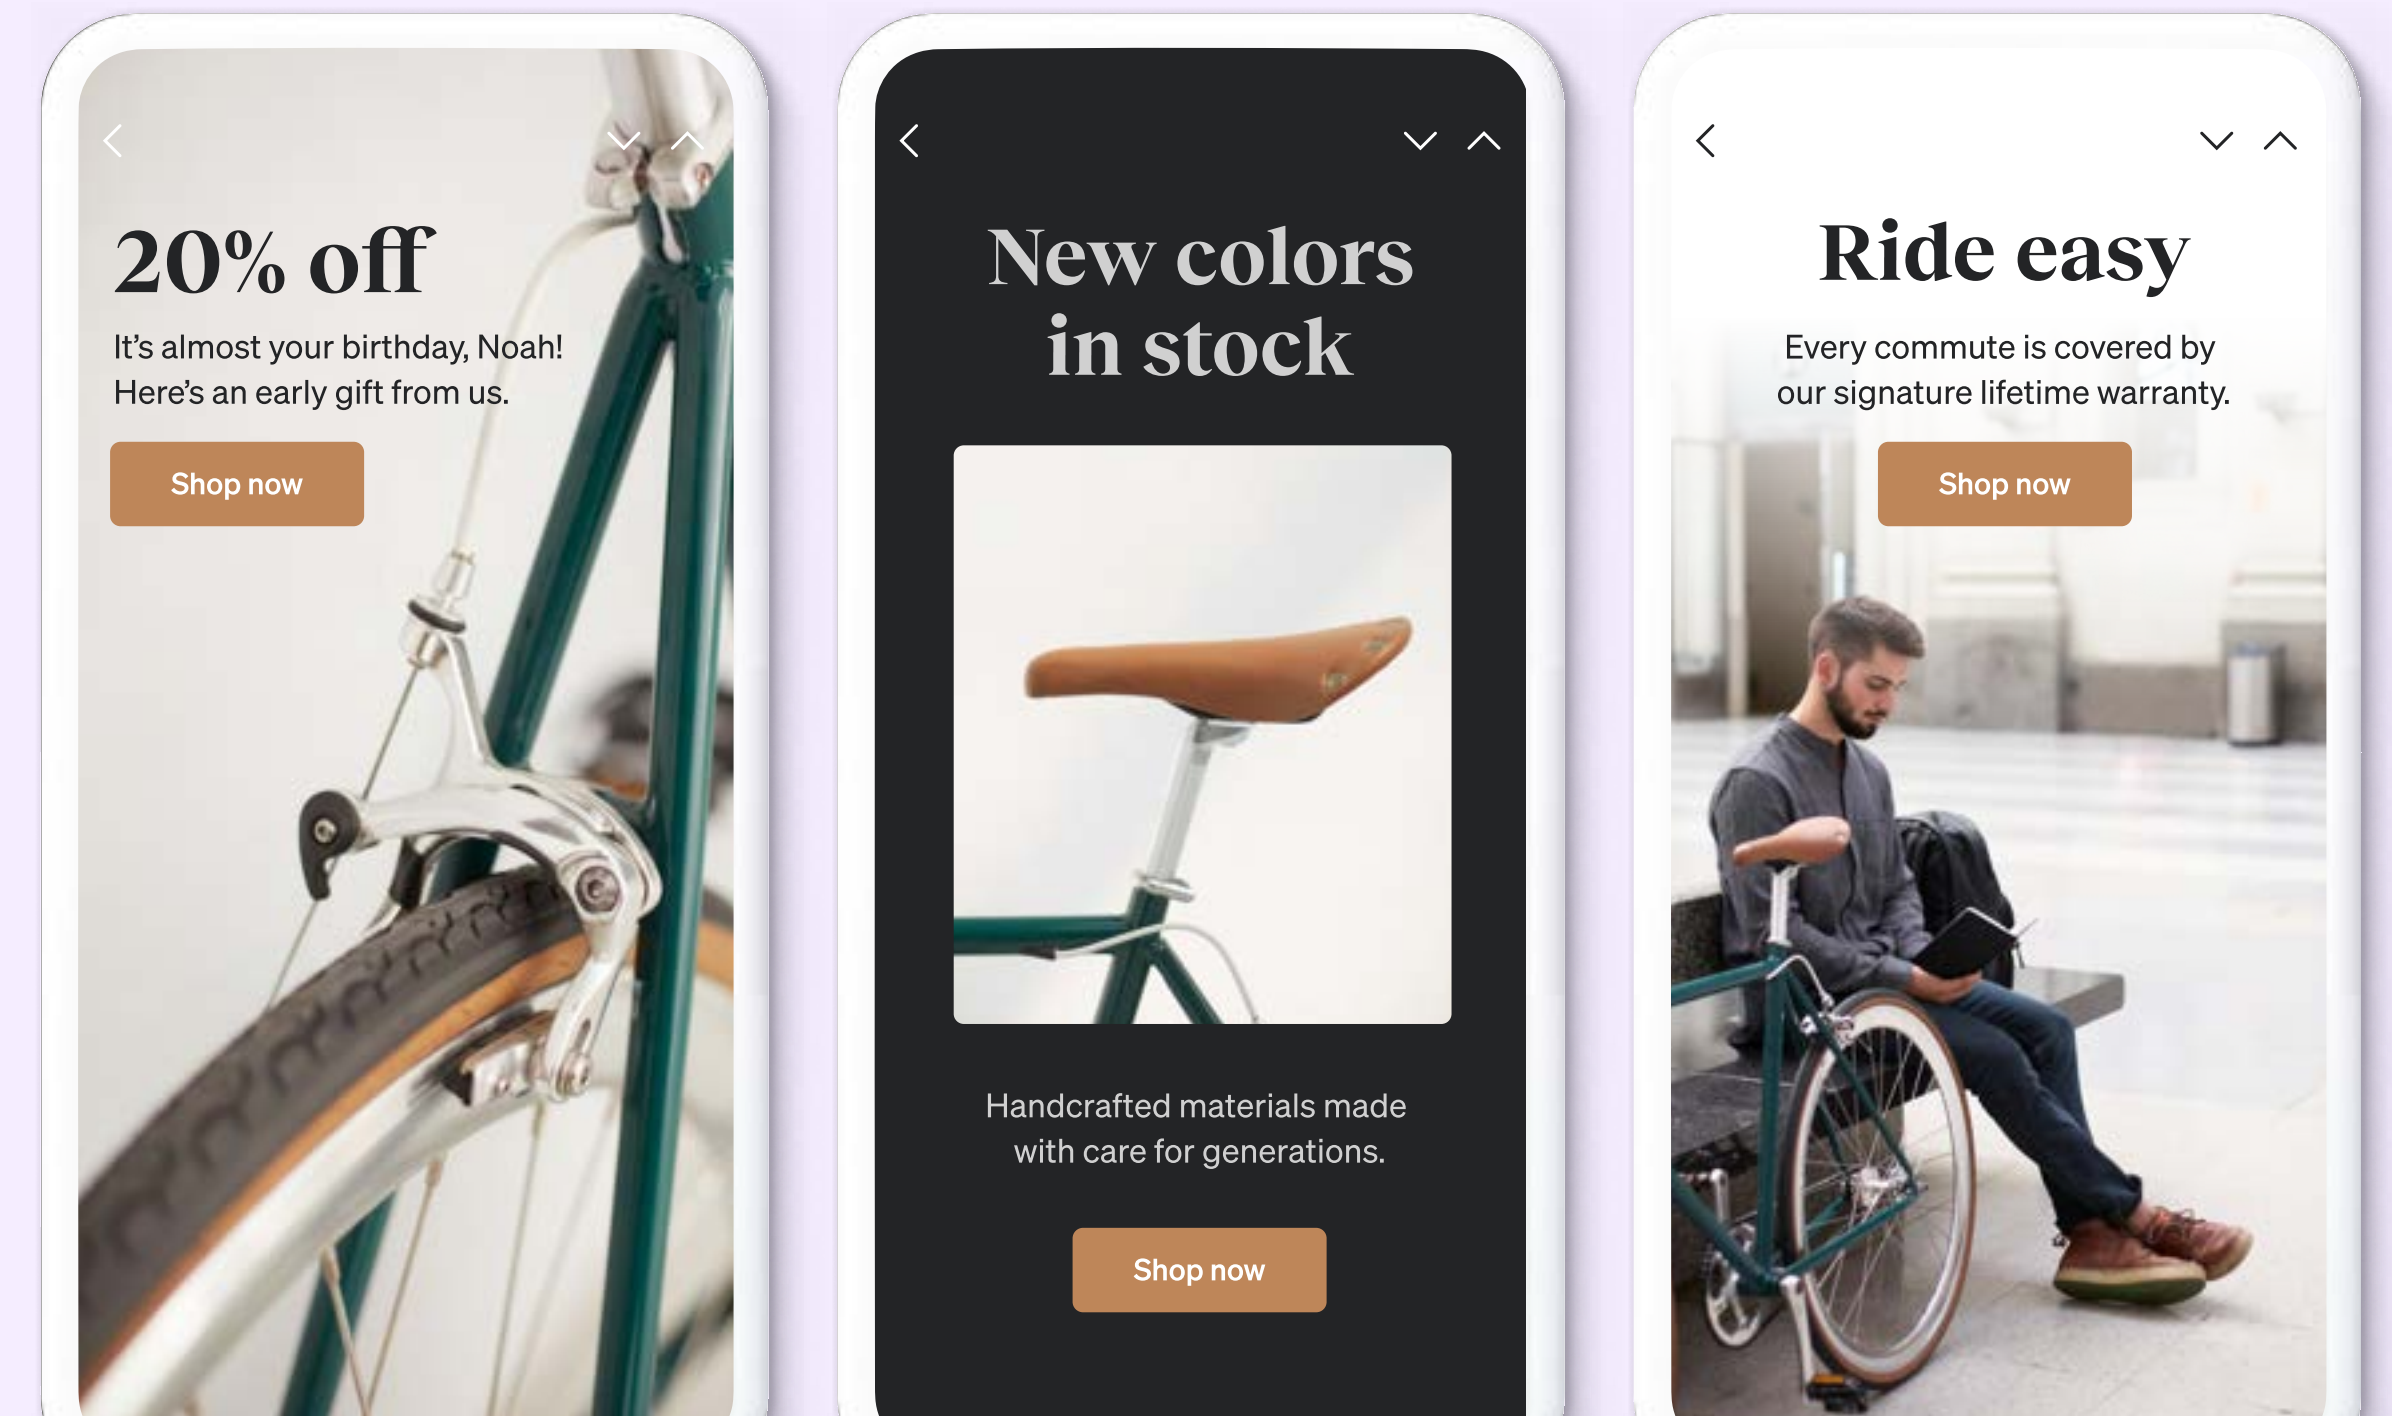 20% off
It’s almost your birthday, Noah!
Here’s an early gift from us.
Shop now
New colors
in stock
Handcrafted materials made
with care for generations.
Shop now
Ride easy
Every commute is covered by
our signature lifetime warranty.
Shop now